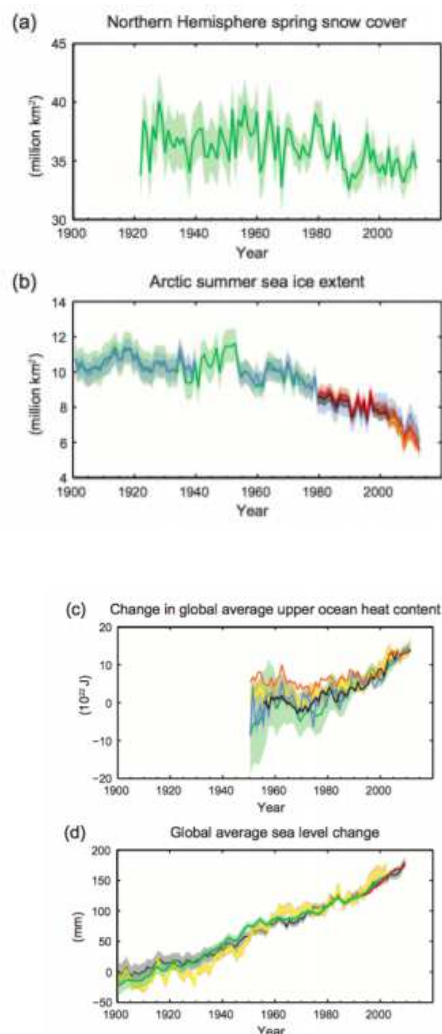 (a) Northern Hemisphere spring snow cover
45
40
35
30
(million km²)
1900 1920 1940 1960 1980 2000
Year
(b) Arctic summer sea ice extent
14
12
10
8
6
4
(million km²)
1900 1920 1940 1960 1980 2000
Year
(c) Change in global average upper ocean heat content
20
10
0
−10
−20
(10²² J)
1900 1920 1940 1960 1980 2000
Year
(d) Global average sea level change
200
150
100
50
0
−50
(mm)
1900 1920 1940 1960 1980 2000
Year